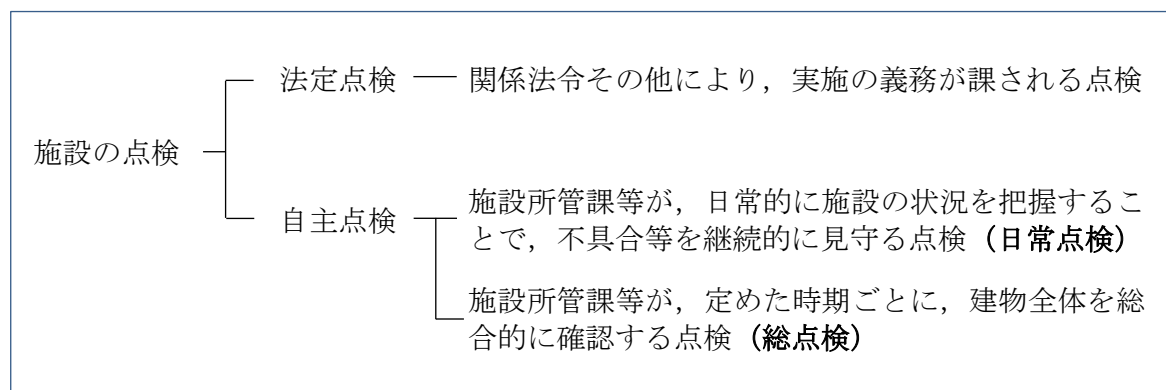 法定点検
関係法令その他により，実施の義務が課される点検
施設の点検
自主点検
施設所管課等が，日常的に施設の状況を把握するこ
とで，不具合等を継続的に見守る点検（日常点検）
施設所管課等が，定めた時期ごとに，建物全体を総
合的に確認する点検（総点検）